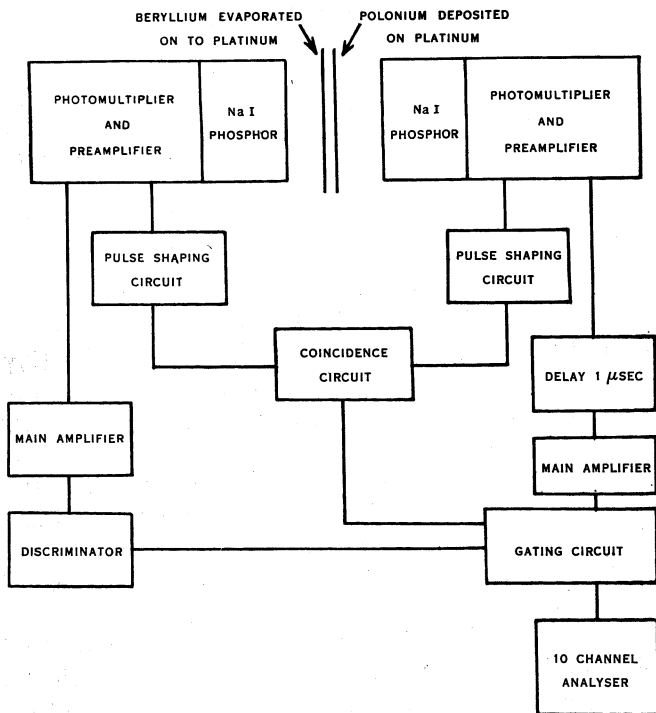 BERYLLIUM EVAPORATED
ON TO PLATINUM
POLONIUM DEPOSITED
ON PLATINUM
PHOTOMULTIPLIER
AND
PREAMPLIFIER
Na I
PHOSPHOR
Na I
PHOSPHOR
PHOTOMULTIPLIER
AND
PREAMPLIFIER
PULSE SHAPING
CIRCUIT
PULSE SHAPING
CIRCUIT
COINCIDENCE
CIRCUIT
DELAY 1 μSEC
MAIN AMPLIFIER
MAIN AMPLIFIER
DISCRIMINATOR
GATING CIRCUIT
10 CHANNEL
ANALYSER